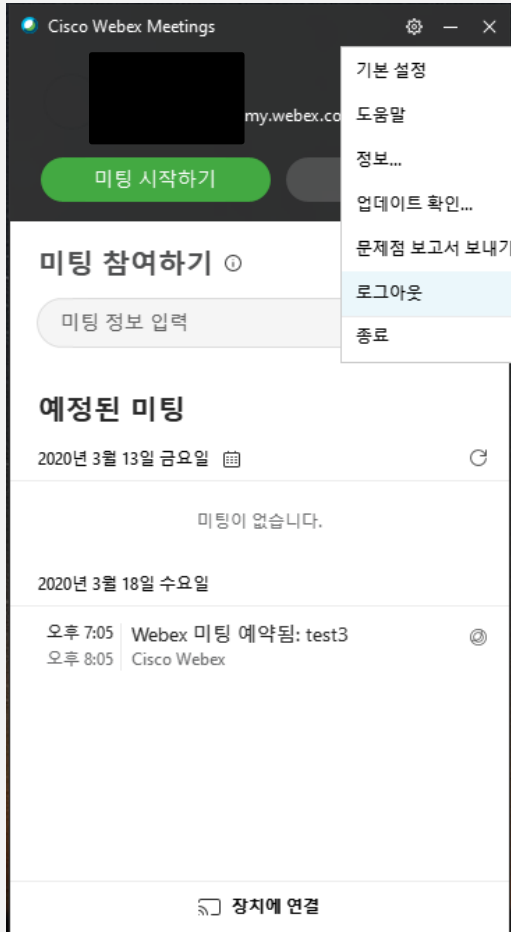 Cisco Webex Meetings
my.webex.co
미팅 시작하기
기본 설정
도움말
정보...
업데이트 확인...
문제점 보고서 보내기
로그아웃
종료
미팅 참여하기
미팅 정보 입력
예정된 미팅
2020년 3월 13일 금요일
미팅이 없습니다.
2020년 3월 18일 수요일
오후 7:05 Webex 미팅 예약됨: test3
오후 8:05 Cisco Webex
장치에 연결